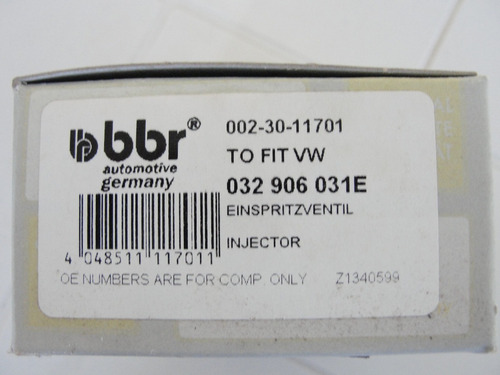 bbr®
automotive
germany
002-30-11701
TO FIT VW
032 906 031E
EINSPRITZVENTIL
INJECTOR
4 048511 117011
OE NUMBERS ARE FOR COMP. ONLY Z1340599